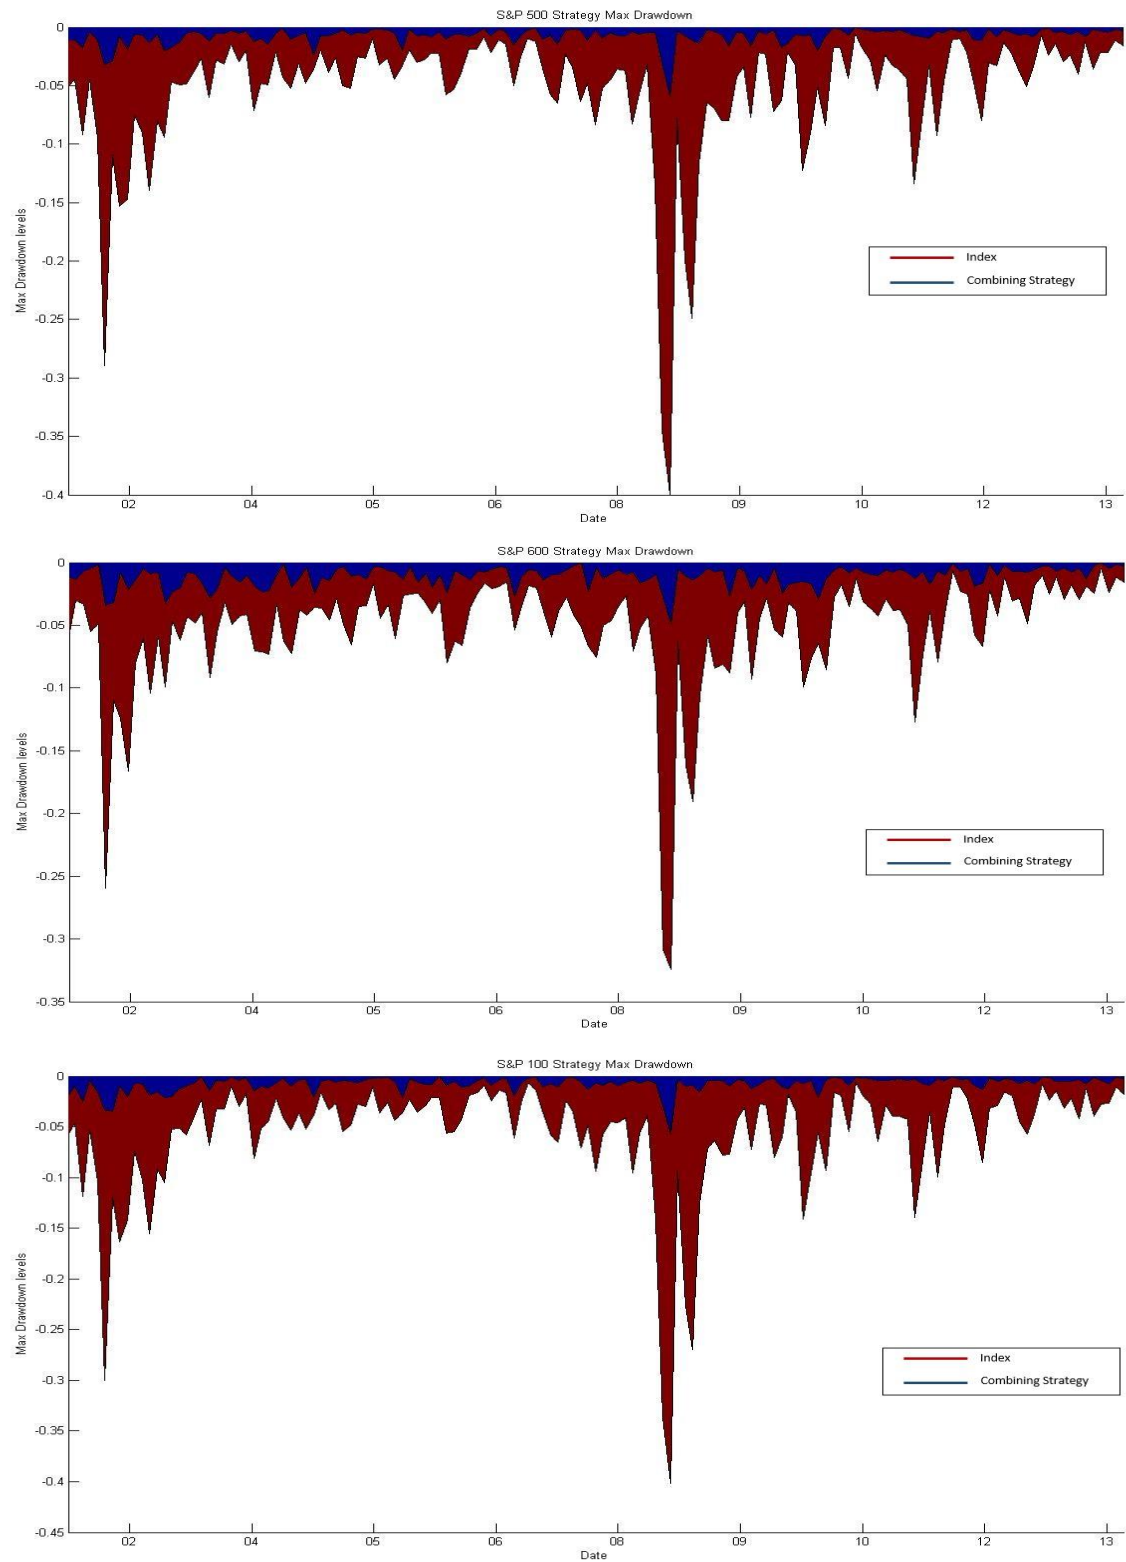 S&P 500 Strategy Max Drawdown
0
-0.05
-0.1
-0.15
-0.2
-0.25
-0.3
-0.35
-0.4
Max Drawdown levels
Index
Combining Strategy
02 04 05 06 08 09 10 12 13
Date
S&P 600 Strategy Max Drawdown
0
-0.05
-0.1
-0.15
-0.2
-0.25
-0.3
-0.35
Max Drawdown levels
Index
Combining Strategy
02 04 05 06 08 09 10 12 13
Date
S&P 100 Strategy Max Drawdown
0
-0.05
-0.1
-0.15
-0.2
-0.25
-0.3
-0.35
-0.4
-0.45
Max Drawdown levels
Index
Combining Strategy
02 04 05 06 08 09 10 12 13
Date